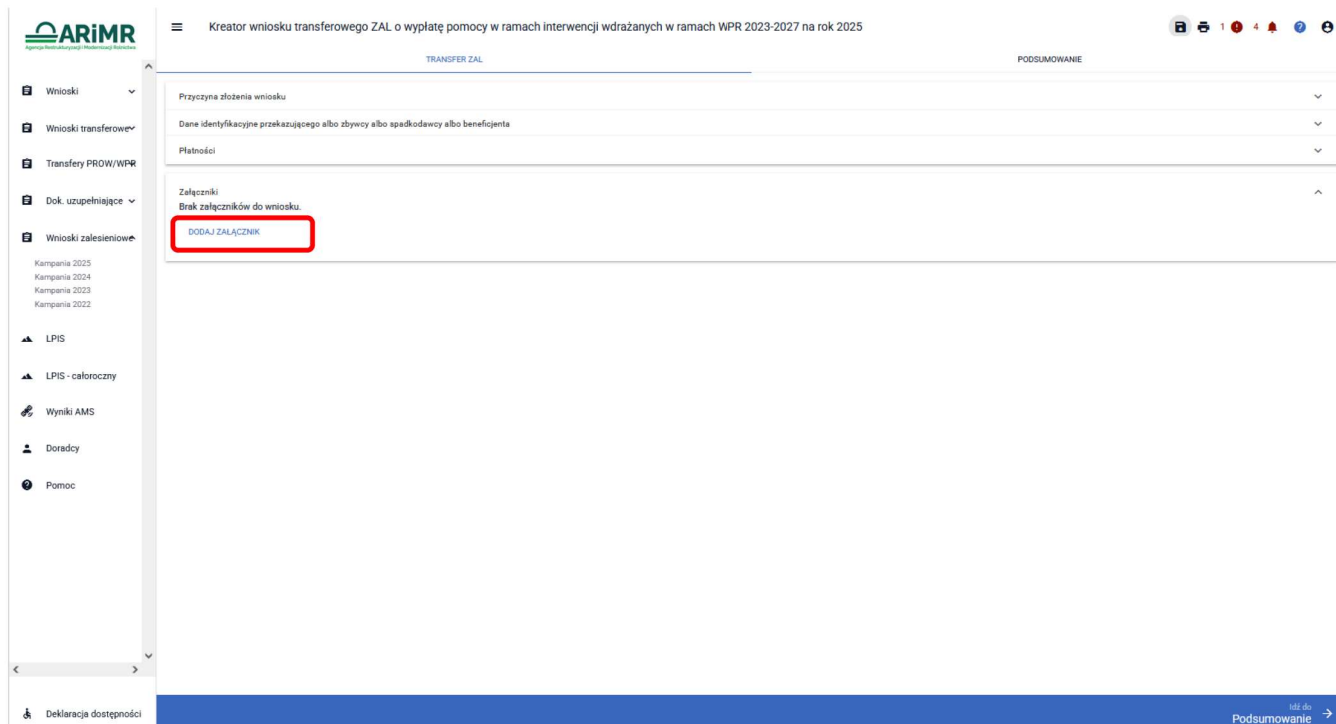 ARiMR
Agencja Restrukturyzacji i Modernizacji Rolnictwa
Kreator wniosku transferowego ZAL o wypłatę pomocy w ramach interwencji wdrażanych w ramach WPR 2023-2027 na rok 2025
1
4
TRANSFER ZAL
PODSUMOWANIE
Wnioski
Wnioski transferowe
Transfery PROW/WPR
Dok. uzupełniające
Wnioski zalesieniowe
Kampania 2025
Kampania 2024
Kampania 2023
Kampania 2022
LPIS
LPIS - całoroczny
Wyniki AMS
Doradcy
Pomoc
Deklaracja dostępności
Przyczyna złożenia wniosku
Dane identyfikacyjne przekazującego albo zbywcy albo spadkodawcy albo beneficjenta
Płatności
Załączniki
Brak załączników do wniosku.
DODAJ ZAŁĄCZNIK
Idź do
Podsumowanie